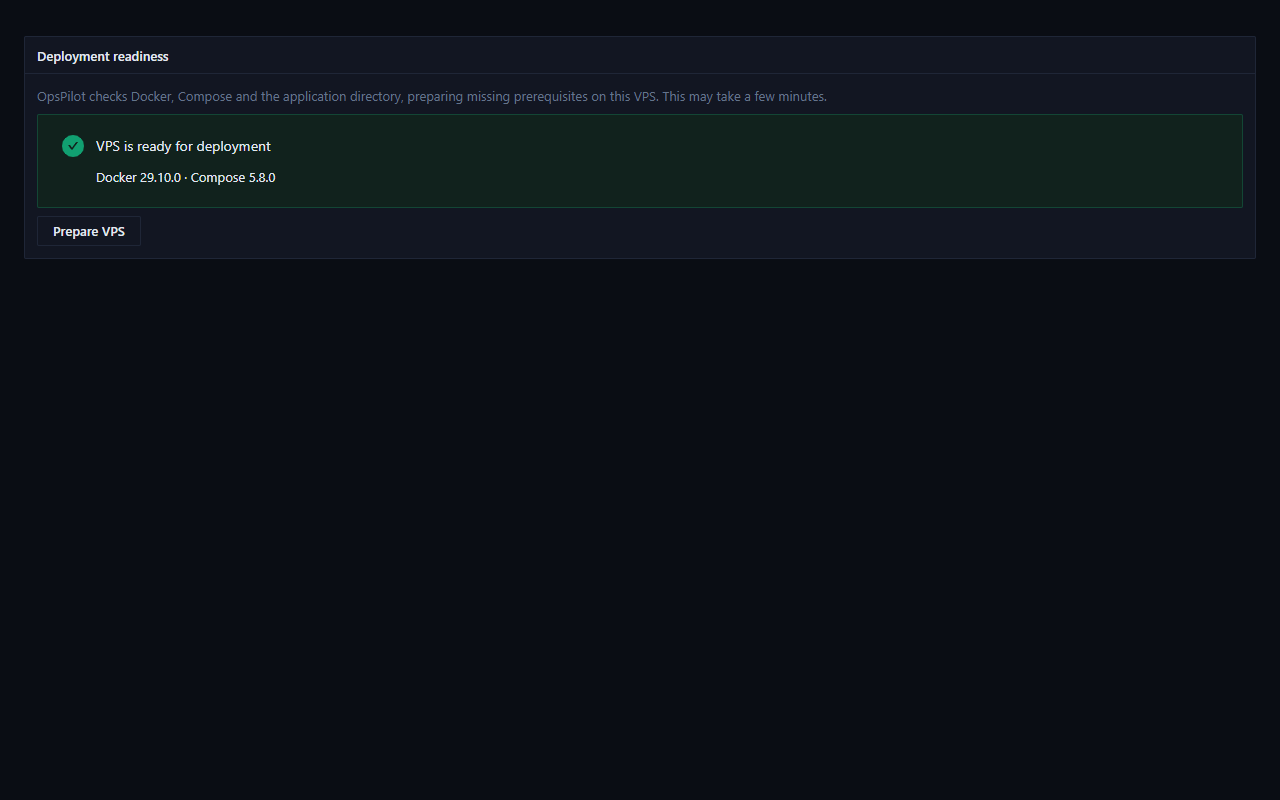 Deployment readiness
OpsPilot checks Docker, Compose and the application directory, preparing missing prerequisites on this VPS. This may take a few minutes.
VPS is ready for deployment
Docker 29.10.0 · Compose 5.8.0
Prepare VPS